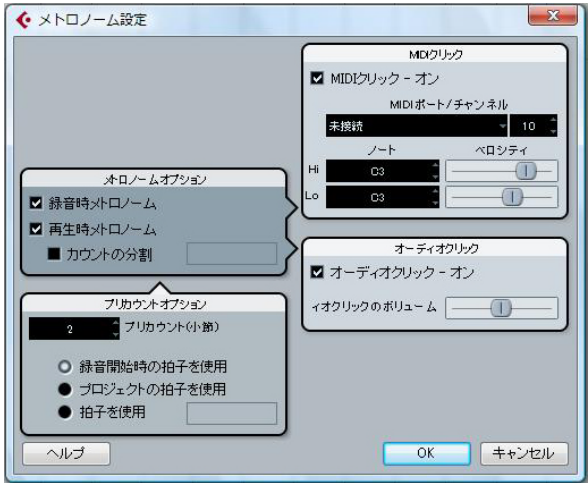 メトロノーム設定
MIDIクリック
MIDIクリック - オン
MIDIポート/チャンネル
未接続 10
ノート ベロシティ
Hi C3
Lo C3
メトロノームオプション
録音時メトロノーム
再生時メトロノーム
カウントの分割
オーディオクリック
オーディオクリック - オン
ィオクリックのボリューム
プリカウントオプション
2 プリカウント(小節)
録音開始時の拍子を使用
プロジェクトの拍子を使用
拍子を使用
ヘルプ OK キャンセル